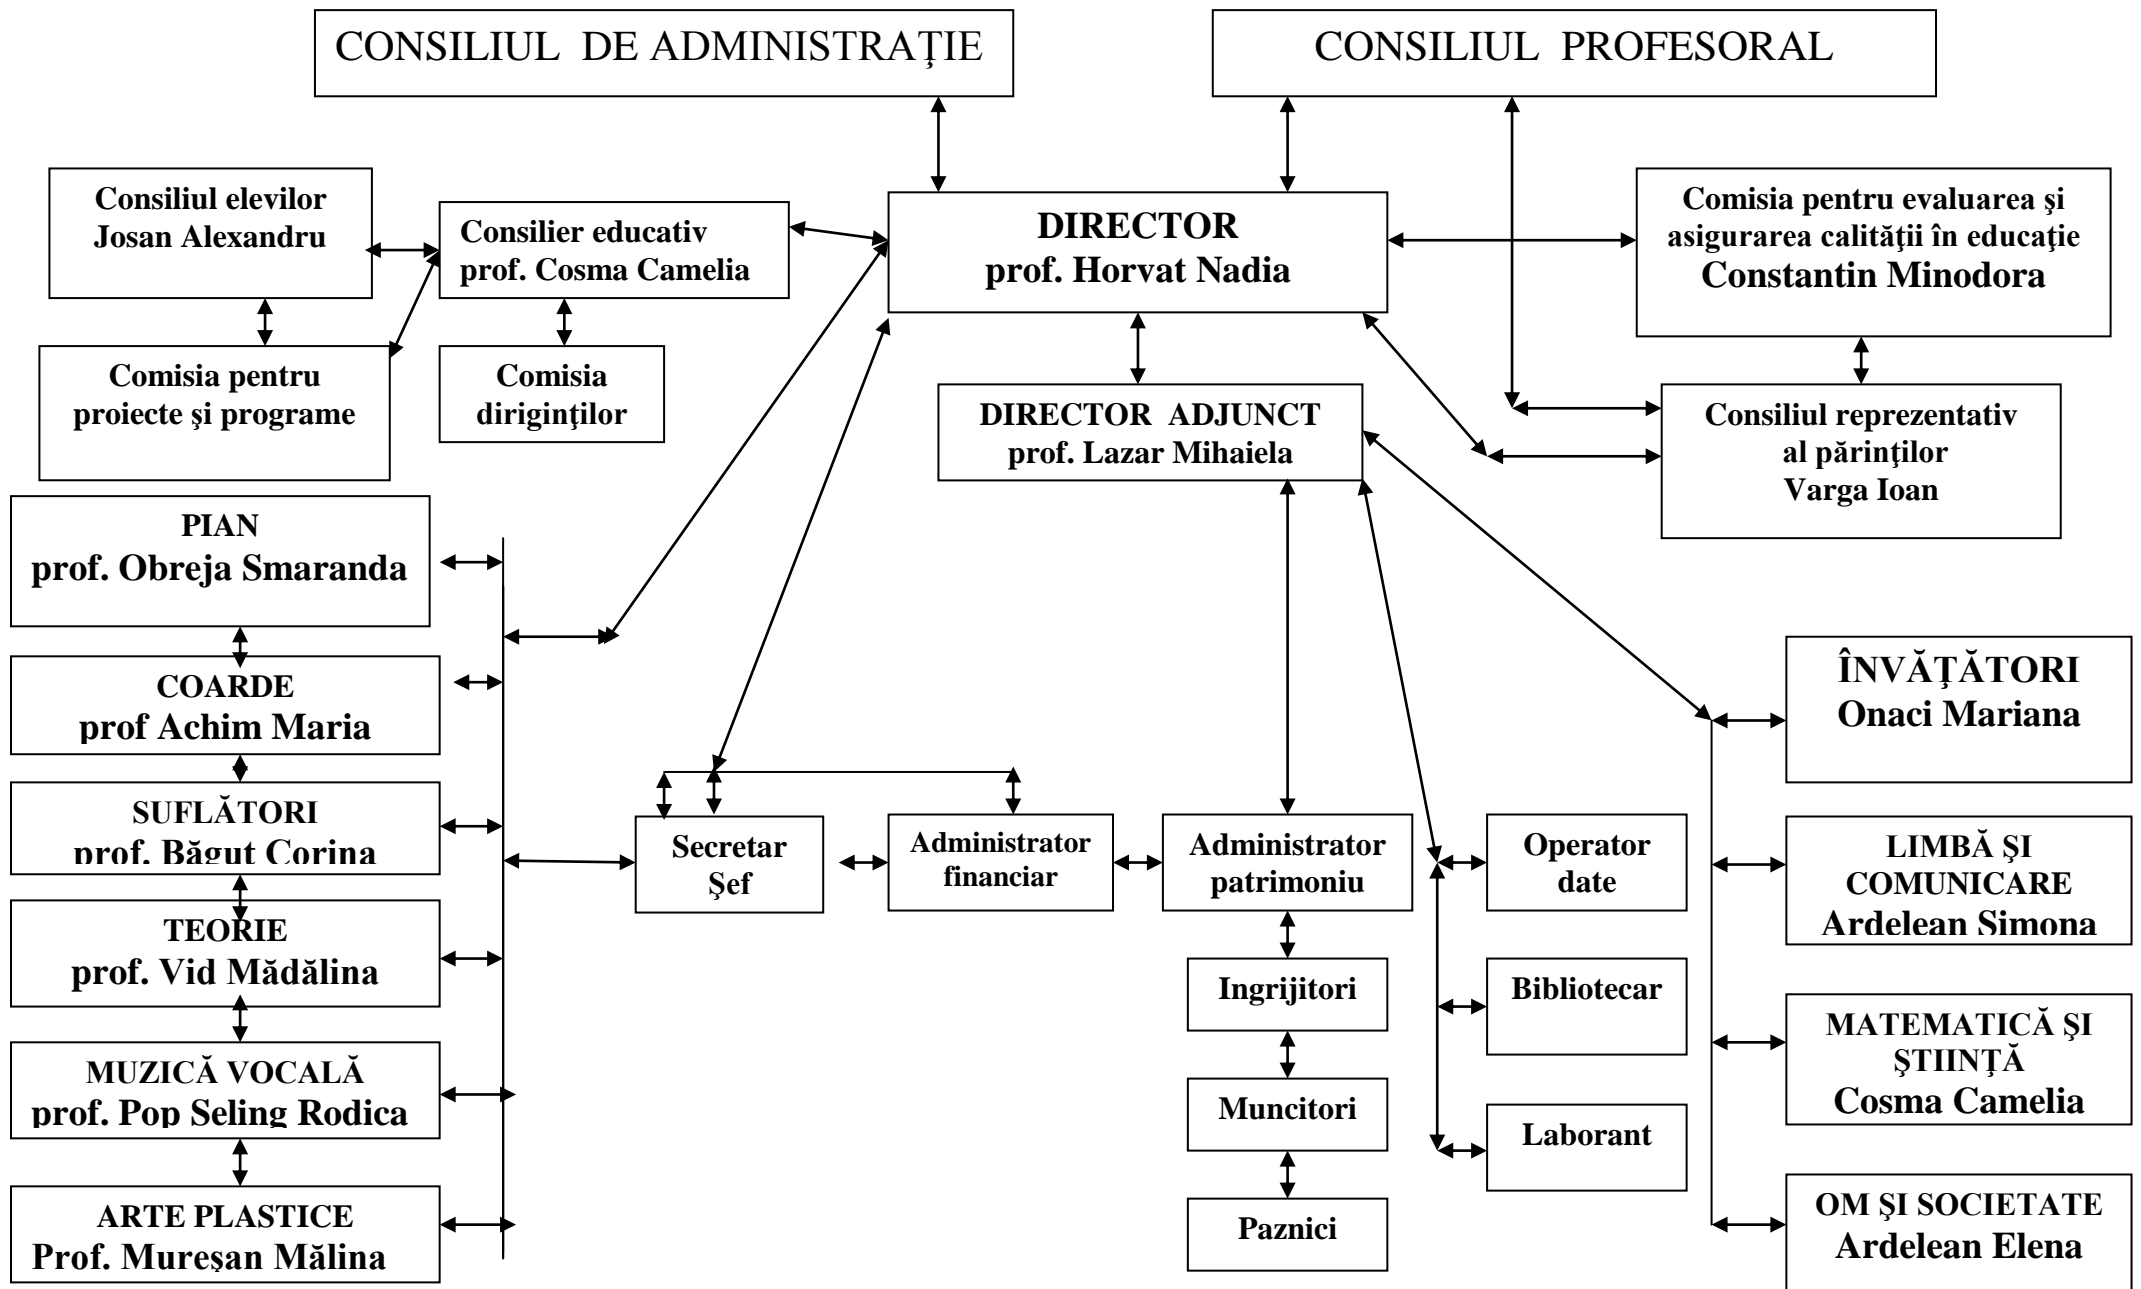 CONSILIUL DE ADMINISTRAŢIE
CONSILIUL PROFESORAL
Consiliul elevilor
Josan Alexandru
Consilier educativ
prof. Cosma Camelia
DIRECTOR
prof. Horvat Nadia
Comisia pentru evaluarea şi
asigurarea calităţii în educaţie
Constantin Minodora
Comisia pentru
proiecte şi programe
Comisia
diriginţilor
DIRECTOR ADJUNCT
prof. Lazar Mihaiela
Consiliul reprezentativ
al părinţilor
Varga Ioan
PIAN
prof. Obreja Smaranda
COARDE
prof Achim Maria
SUFLĂTORI
prof. Băgut Corina
TEORIE
prof. Vid Mădălina
MUZICĂ VOCALĂ
prof. Pop Seling Rodica
ARTE PLASTICE
Prof. Mureşan Mălina
Secretar
Şef
Administrator
financiar
Administrator
patrimoniu
Ingrijitori
Muncitori
Paznici
Operator
date
Bibliotecar
Laborant
ÎNVĂŢĂTORI
Onaci Mariana
LIMBĂ ŞI
COMUNICARE
Ardelean Simona
MATEMATICĂ ŞI
ŞTIINŢĂ
Cosma Camelia
OM ŞI SOCIETATE
Ardelean Elena